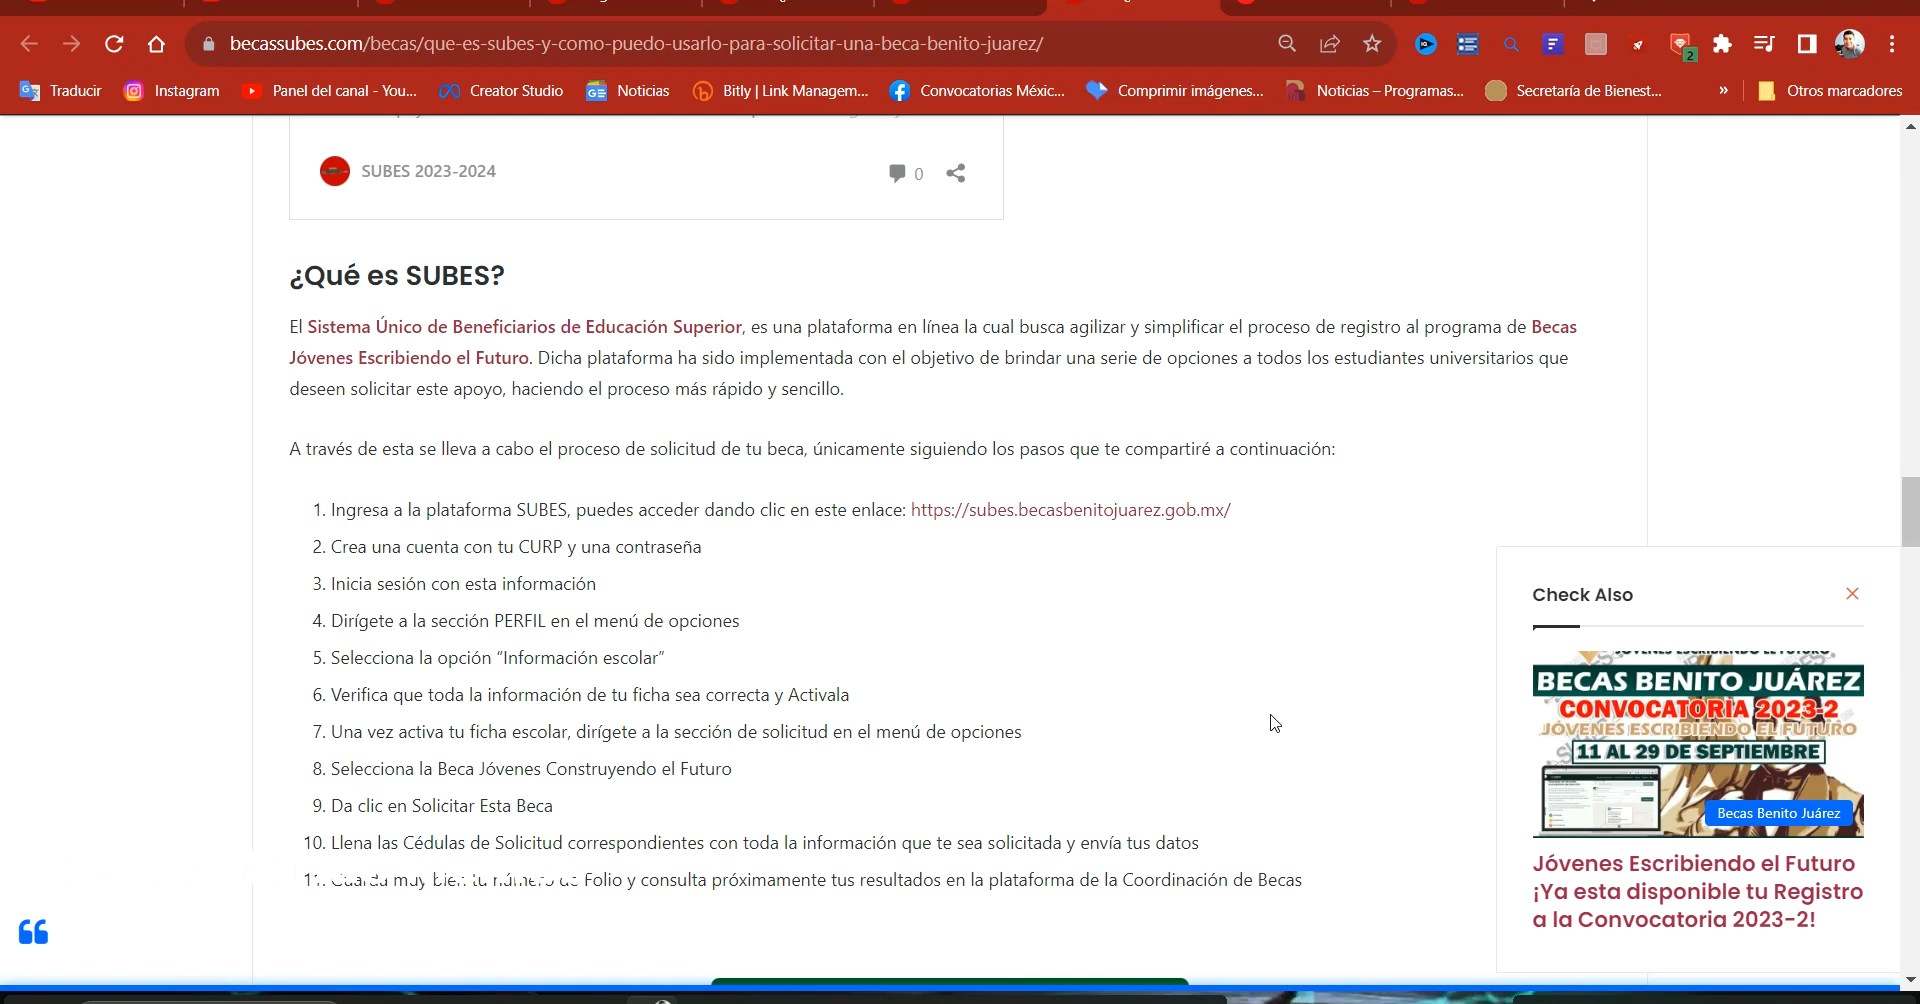 becassubes.com/becas/que-es-subes-y-como-puedo-usarlo-para-solicitar-una-beca-benito-juarez/
2
Traducir
Instagram
Panel del canal - You...
Creator Studio
Noticias
Bitly | Link Managem...
Convocatorias Méxic...
Comprimir imágenes...
Noticias – Programas...
Secretaría de Bienest...
»
Otros marcadores
SUBES 2023-2024
0
¿Qué es SUBES?
El Sistema Único de Beneficiarios de Educación Superior, es una plataforma en línea la cual busca agilizar y simplificar el proceso de registro al programa de Becas
Jóvenes Escribiendo el Futuro. Dicha plataforma ha sido implementada con el objetivo de brindar una serie de opciones a todos los estudiantes universitarios que
deseen solicitar este apoyo, haciendo el proceso más rápido y sencillo.
A través de esta se lleva a cabo el proceso de solicitud de tu beca, únicamente siguiendo los pasos que te compartiré a continuación:
1. Ingresa a la plataforma SUBES, puedes acceder dando clic en este enlace: https://subes.becasbenitojuarez.gob.mx/
2. Crea una cuenta con tu CURP y una contraseña
3. Inicia sesión con esta información
4. Dirígete a la sección PERFIL en el menú de opciones
5. Selecciona la opción “Información escolar”
6. Verifica que toda la información de tu ficha sea correcta y Activala
7. Una vez activa tu ficha escolar, dirígete a la sección de solicitud en el menú de opciones
8. Selecciona la Beca Jóvenes Construyendo el Futuro
9. Da clic en Solicitar Esta Beca
10. Llena las Cédulas de Solicitud correspondientes con toda la información que te sea solicitada y envía tus datos
11. Guarda muy bien tu número de Folio y consulta próximamente tus resultados en la plataforma de la Coordinación de Becas
Check Also
JÓVENES ESCRIBIENDO EL FUTURO
BECAS BENITO JUÁREZ
CONVOCATORIA 2023-2
JÓVENES ESCRIBIENDO EL FUTURO
11 AL 29 DE SEPTIEMBRE
Becas Benito Juárez
Jóvenes Escribiendo el Futuro
¡Ya esta disponible tu Registro
a la Convocatoria 2023-2!